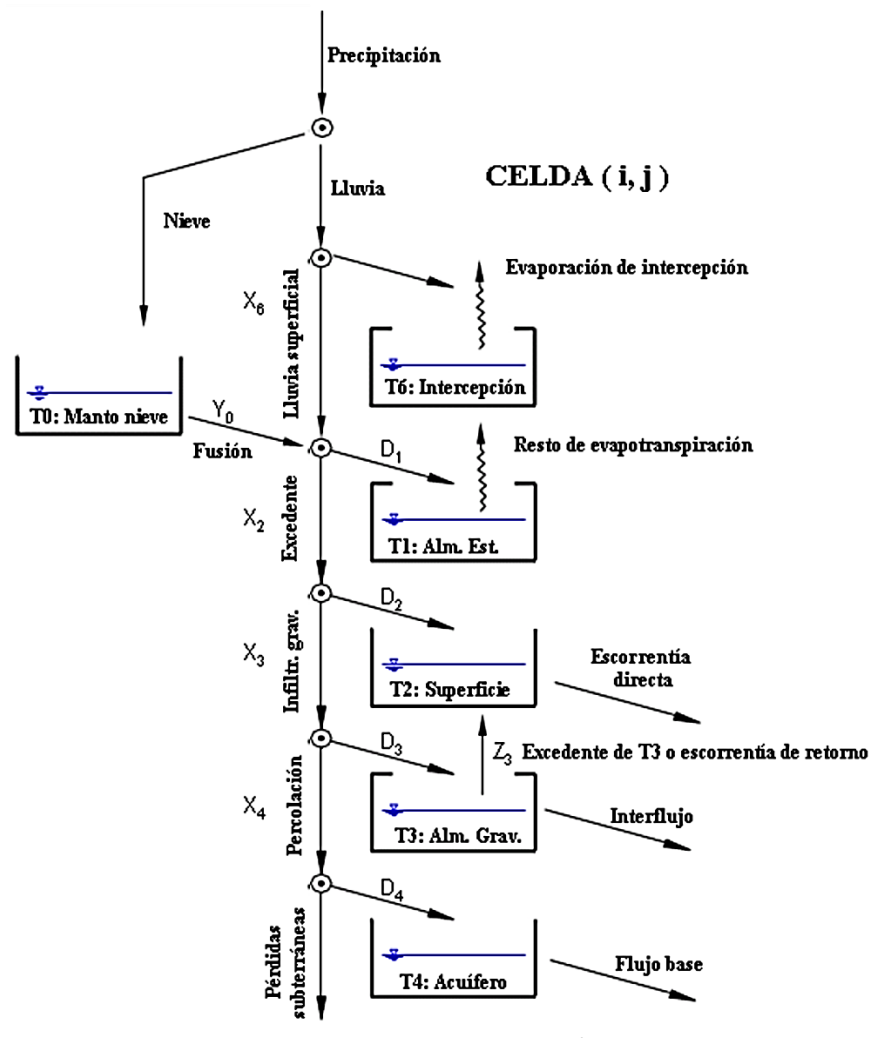 Precipitación
CELDA ( i, j )
Lluvia
Nieve
Evaporación de intercepción
X6
Lluvia superficial
T6: Intercepción
T0: Manto nieve
Y0
Fusión
D1
Resto de evapotranspiración
X2
Excedente
T1: Alm. Est.
D2
X3
Infiltr. grav.
T2: Superficie
Escorrentía
directa
D3
Z3 Excedente de T3 o escorrentía de retorno
X4
Percolación
T3: Alm. Grav.
Interflujo
D4
Pérdidas
subterráneas
T4: Acuífero
Flujo base